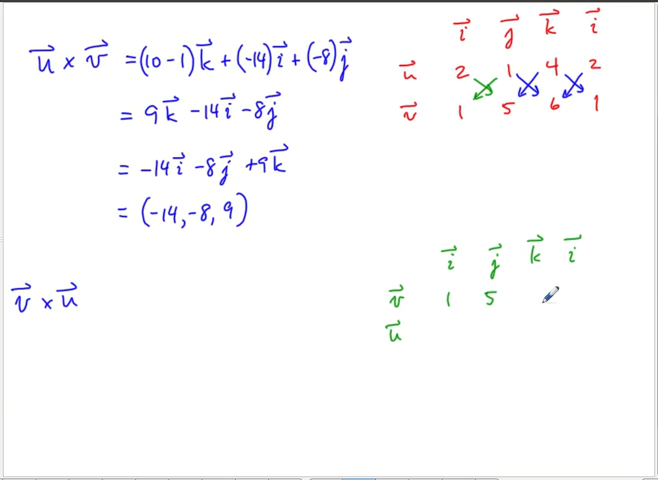 u⃗ × v⃗ = (10-1)k⃗ + (-14)i⃗ + (-8)j⃗
= 9k⃗ -14i⃗ -8j⃗
= -14i⃗ -8j⃗ +9k⃗
= (-14, -8, 9)
i⃗ j⃗ k⃗ i⃗
u⃗ 2 1 4 2
v⃗ 1 5 6 1
v⃗ × u⃗
i⃗ j⃗ k⃗ i⃗
v⃗ 1 5
u⃗